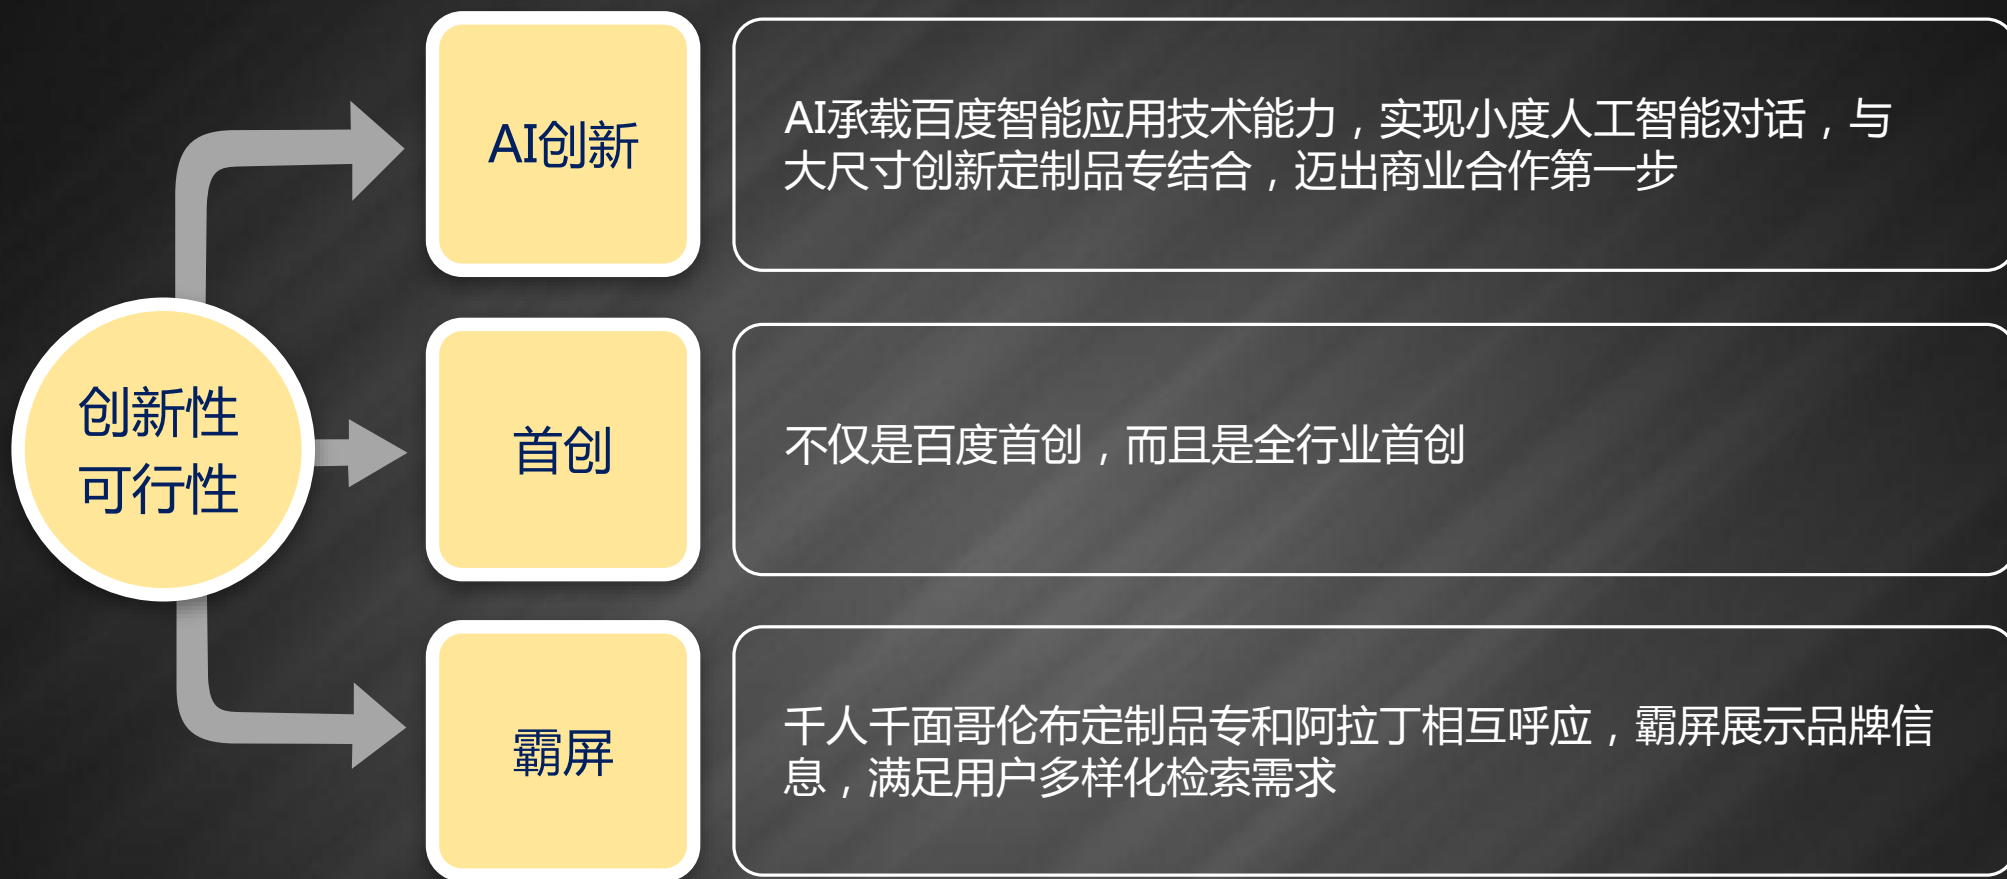 创新性
可行性
AI创新
AI承载百度智能应用技术能力，实现小度人工智能对话，与
大尺寸创新定制品专结合，迈出商业合作第一步
首创
不仅是百度首创，而且是全行业首创
霸屏
千人千面哥伦布定制品专和阿拉丁相互呼应，霸屏展示品牌信
息，满足用户多样化检索需求